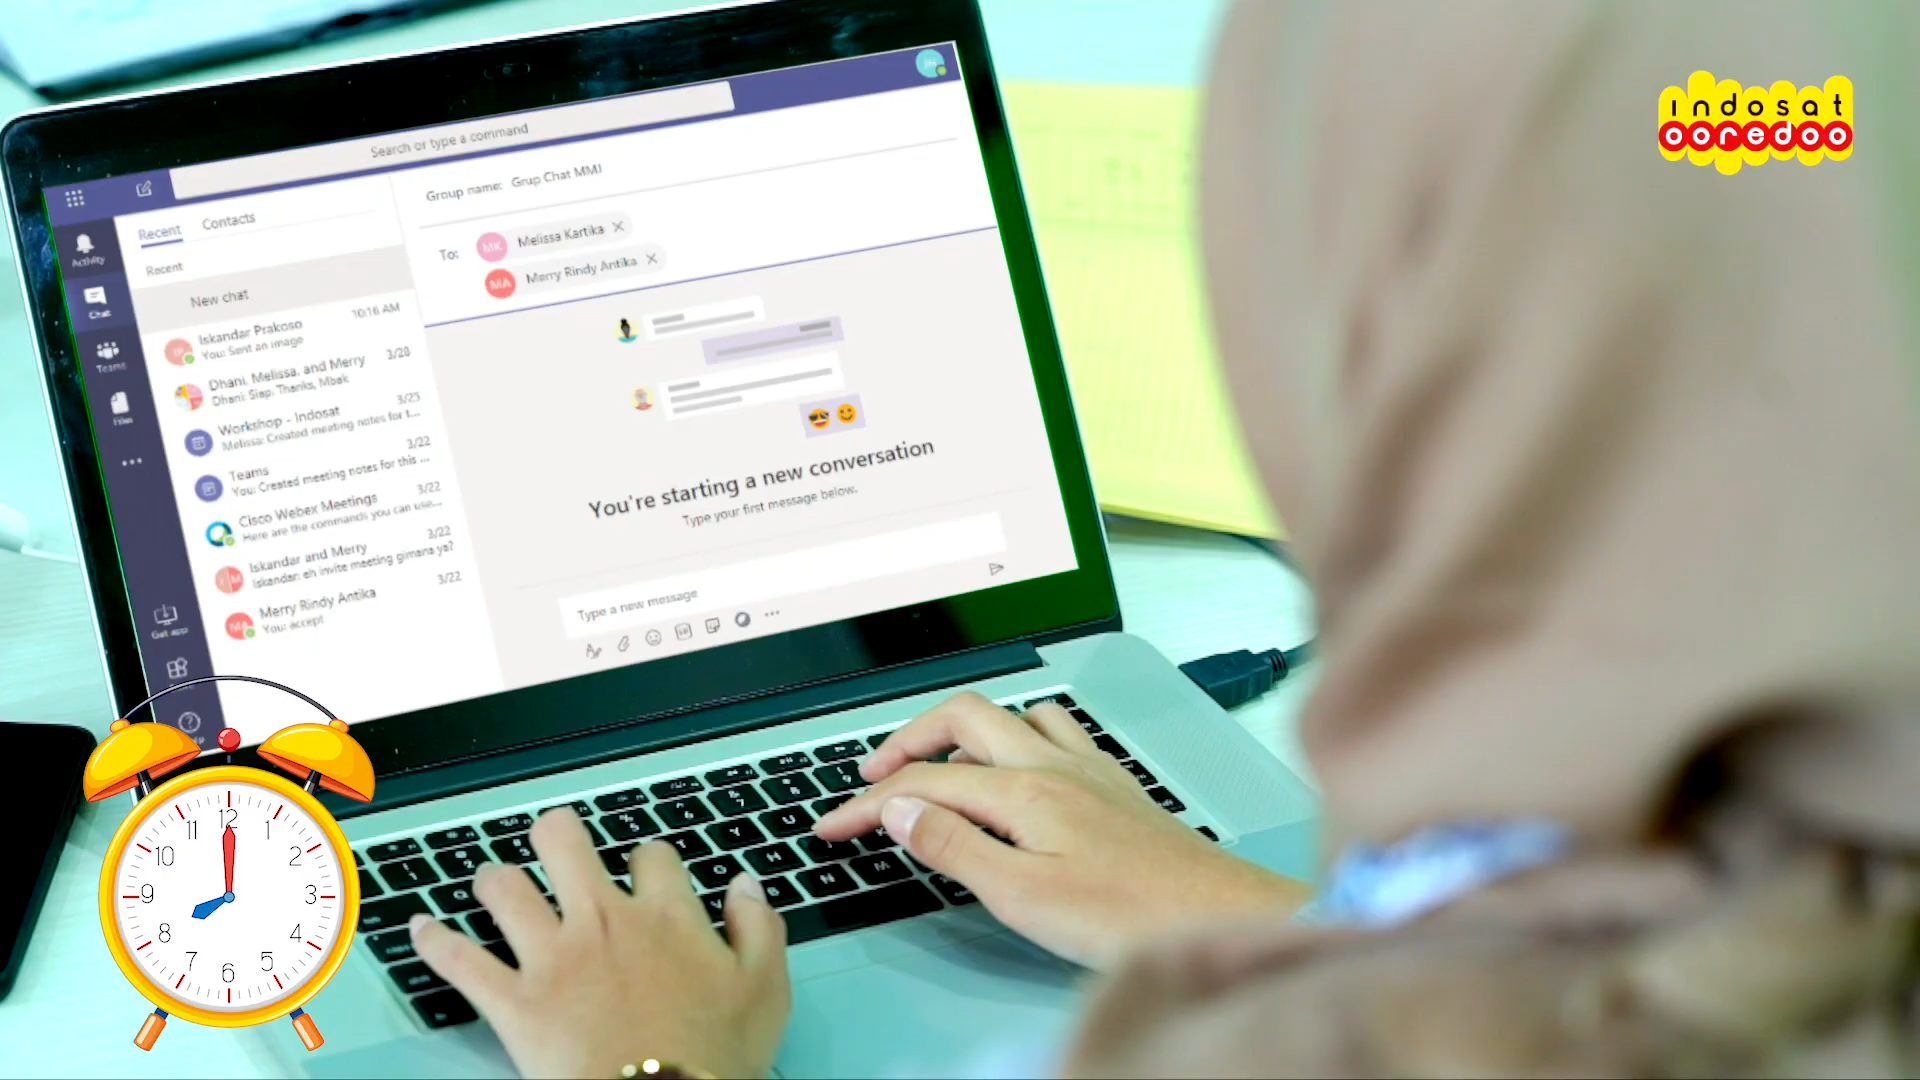 indosat
ooredoo
Search or type a command
Recent
Contacts
Recent
New chat
Iskandar Prakoso
10:16 AM
You: Sent an image
Dhani, Melissa, and Merry
3/28
Dhani: Siap, Thanks, Mbak
Workshop - Indosat
3/25
Melissa: Created meeting notes for t...
Teams
3/22
You: Created meeting notes for this ...
Cisco Webex Meetings
3/22
Here are the commands you can use...
Iskandar and Merry
3/22
Iskandar: eh invite meeting gimana ya?
Merry Rindy Antika
3/22
You: accept
Activity
Chat
Teams
Files
Get app
Group name: Grup Chat MMJ
To:
MK Melissa Kartika
MA Merry Rindy Antika
You're starting a new conversation
Type your first message below.
Type a new message
12
1
2
3
4
5
6
7
8
9
10
11